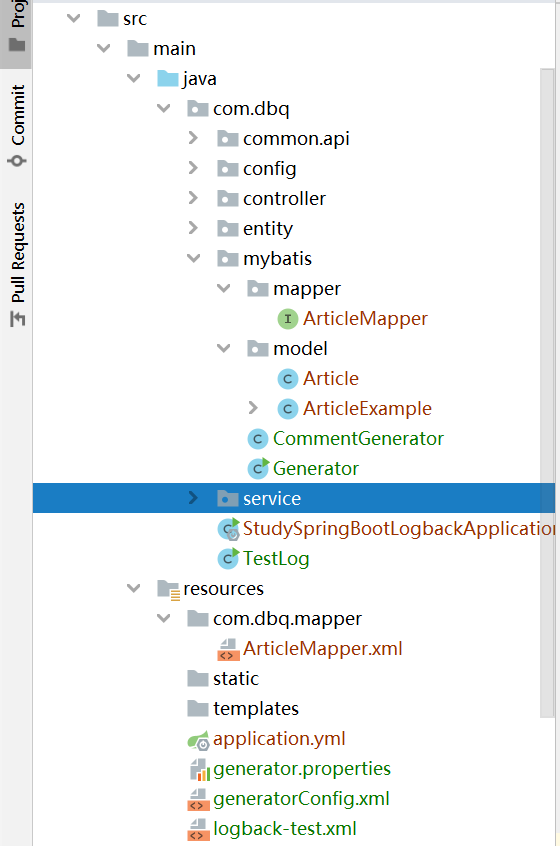 Proj
Commit
Pull Requests
src
main
java
com.dbq
common.api
config
controller
entity
mybatis
mapper
I ArticleMapper
model
C Article
C ArticleExample
C CommentGenerator
C Generator
service
C StudySpringBootLogbackApplication
C TestLog
resources
com.dbq.mapper
ArticleMapper.xml
static
templates
application.yml
generator.properties
generatorConfig.xml
logback-test.xml